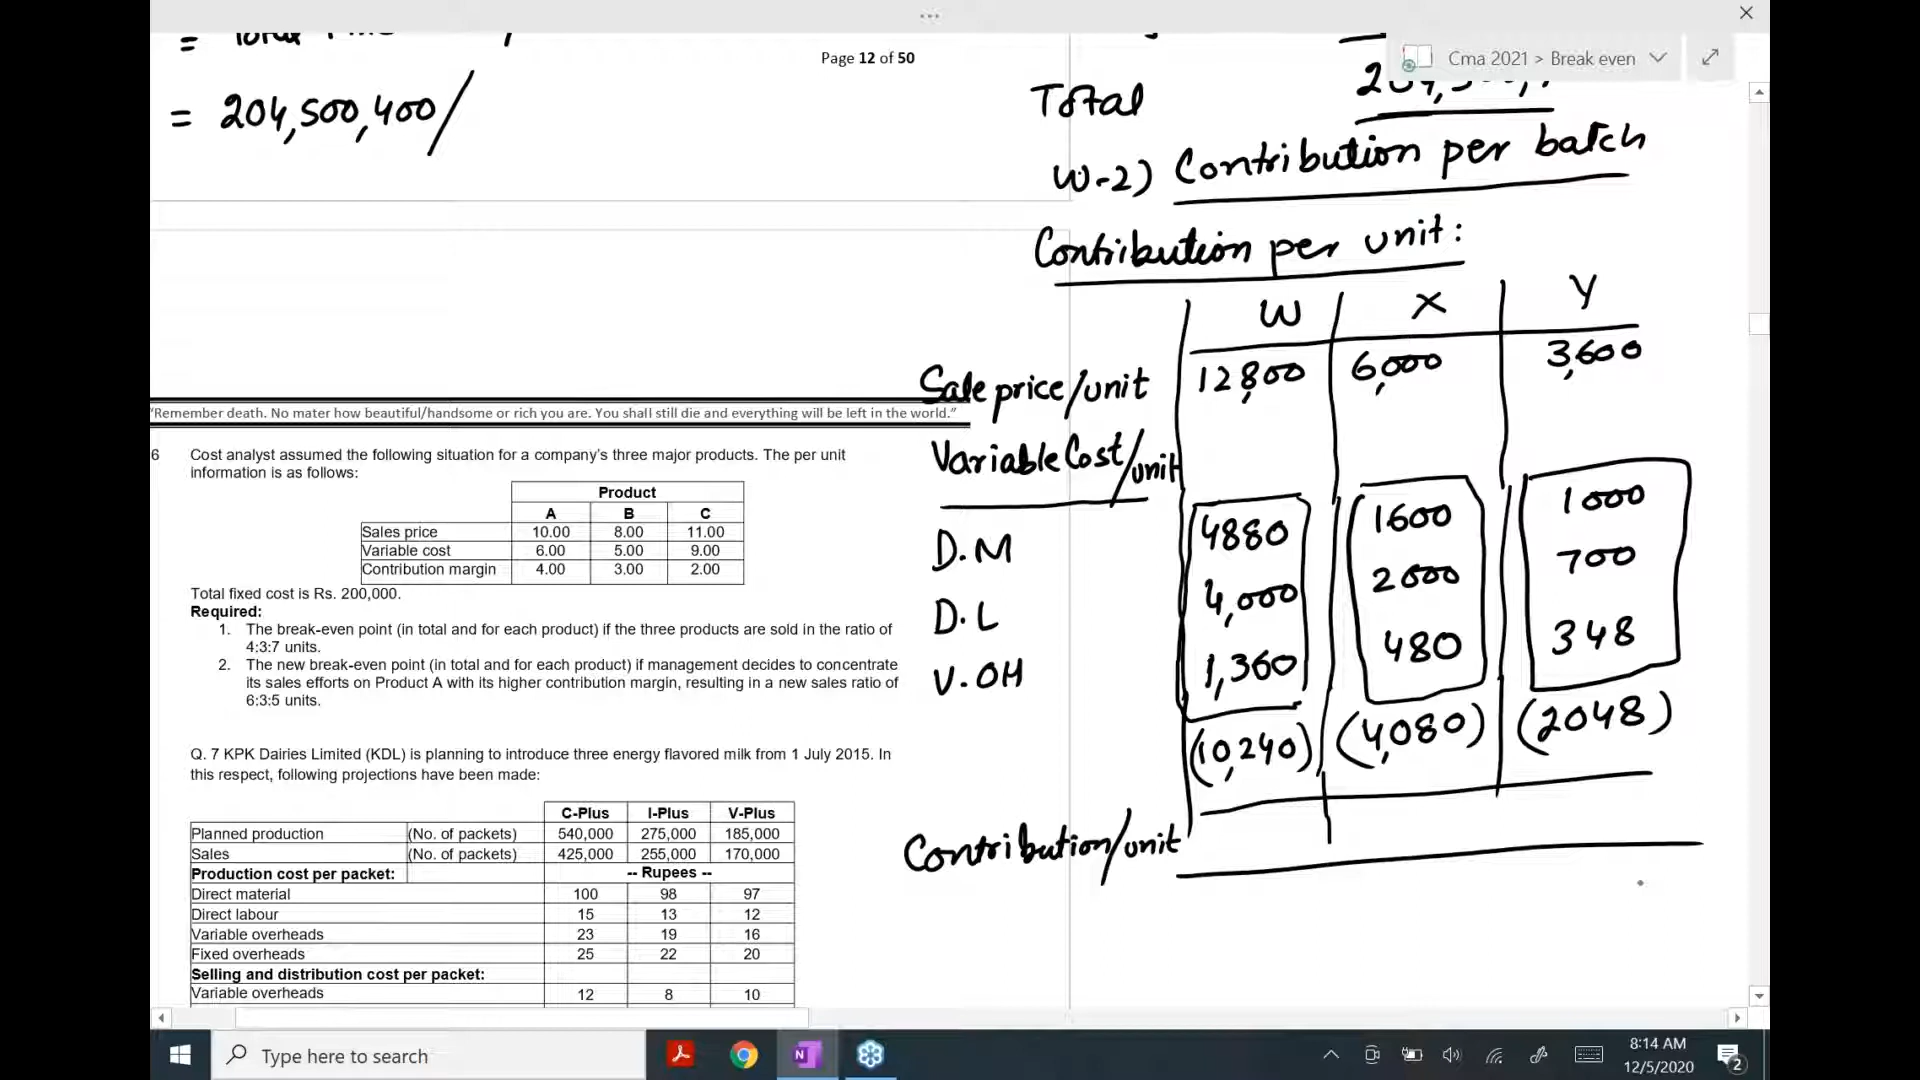 Page 12 of 50
Cma 2021 > Break even
= Total
= 204,500,400/
Total
W-2) Contribution per batch
Contribution per unit:
W X Y
Sale price/unit 12,800 6,000 3,600
Variable Cost/unit
D.M 4880 1600 1000
D.L 4,000 2000 700
V.OH 1,360 480 348
(10,240) (4,080) (2048)
Contribution/unit
"Remember death. No mater how beautiful/handsome or rich you are. You shall still die and everything will be left in the world."
6 Cost analyst assumed the following situation for a company's three major products. The per unit
information is as follows:
Product
A B C
Sales price 10.00 8.00 11.00
Variable cost 6.00 5.00 9.00
Contribution margin 4.00 3.00 2.00
Total fixed cost is Rs. 200,000.
Required:
1. The break-even point (in total and for each product) if the three products are sold in the ratio of
4:3:7 units.
2. The new break-even point (in total and for each product) if management decides to concentrate
its sales efforts on Product A with its higher contribution margin, resulting in a new sales ratio of
6:3:5 units.
Q. 7 KPK Dairies Limited (KDL) is planning to introduce three energy flavored milk from 1 July 2015. In
this respect, following projections have been made:
C-Plus I-Plus V-Plus
Planned production (No. of packets) 540,000 275,000 185,000
Sales (No. of packets) 425,000 255,000 170,000
Production cost per packet: -- Rupees --
Direct material 100 98 97
Direct labour 15 13 12
Variable overheads 23 19 16
Fixed overheads 25 22 20
Selling and distribution cost per packet:
Variable overheads 12 8 10
Type here to search
8:14 AM
12/5/2020
2